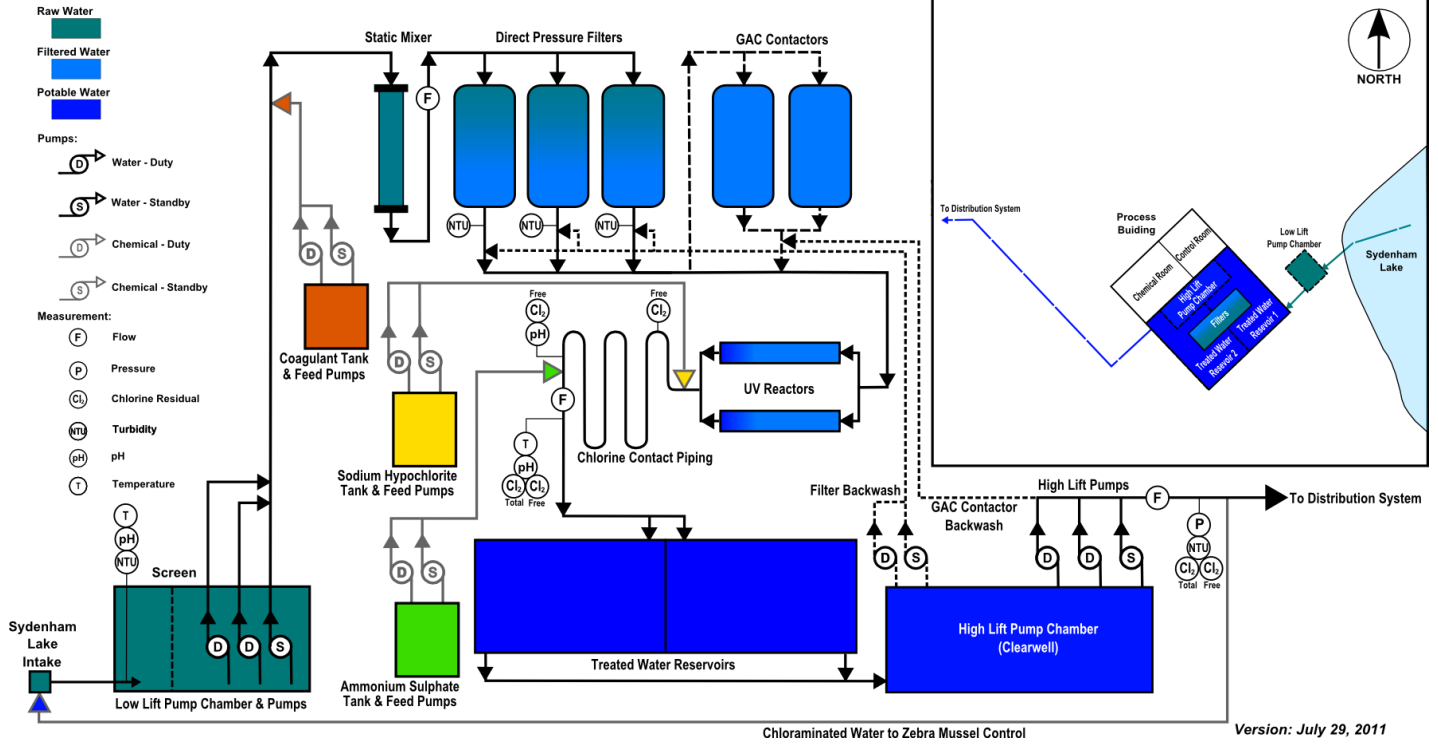 Raw Water
Filtered Water
Potable Water
Pumps:
D
Water - Duty
S
Water - Standby
D
Chemical - Duty
S
Chemical - Standby
Measurement:
F
Flow
P
Pressure
Cl₂
Chlorine Residual
NTU
Turbidity
pH
pH
T
Temperature
Static Mixer
Direct Pressure Filters
GAC Contactors
F
NTU
NTU
NTU
D
S
Coagulant Tank
& Feed Pumps
Free
Cl₂
pH
Free
Cl₂
D
S
UV Reactors
F
Chlorine Contact Piping
T
pH
Cl₂
Cl₂
Total
Free
Sodium Hypochlorite
Tank & Feed Pumps
D
S
Ammonium Sulphate
Tank & Feed Pumps
T
pH
NTU
Screen
D
D
S
Sydenham
Lake
Intake
Low Lift Pump Chamber & Pumps
Treated Water Reservoirs
Filter Backwash
D
S
GAC Contactor
Backwash
High Lift Pumps
D
D
S
F
To Distribution System
P
NTU
Cl₂
Cl₂
Total
Free
High Lift Pump Chamber
(Clearwell)
Chloraminated Water to Zebra Mussel Control
Version: July 29, 2011
NORTH
To Distribution System
Process
Buiding
Control Room
Chemical Room
High Lift
Pump Chamber
Filters
Treated Water
Resevoir 1
Treated Water
Resevoir 2
Low Lift
Pump Chamber
Sydenham
Lake